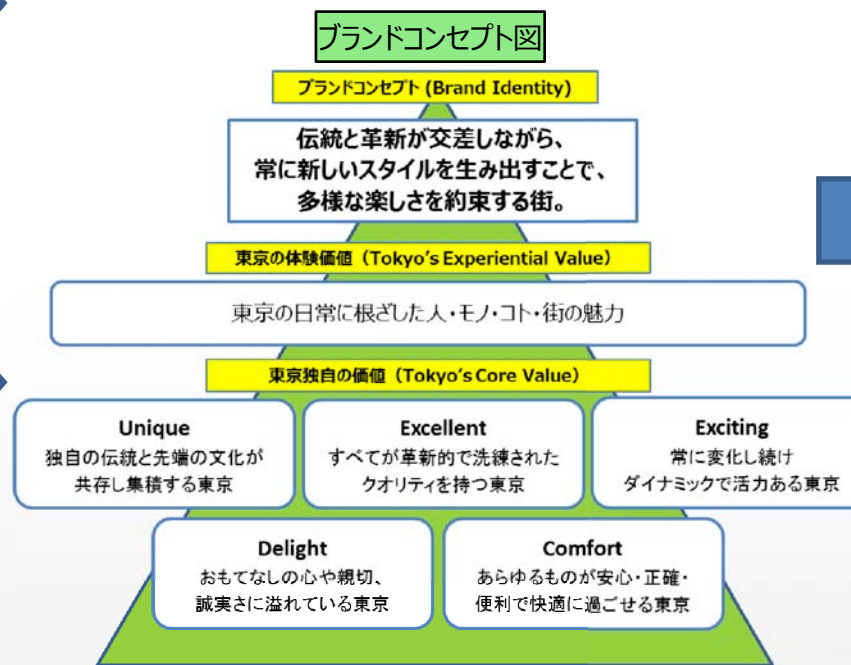 ブランドコンセプト図
ブランドコンセプト (Brand Identity)
伝統と革新が交差しながら、
常に新しいスタイルを生み出すことで、
多様な楽しさを約束する街。
東京の体験価値（Tokyo's Experiential Value）
東京の日常に根ざした人・モノ・コト・街の魅力
東京独自の価値（Tokyo's Core Value）
Unique
独自の伝統と先端の文化が
共存し集積する東京
Excellent
すべてが革新的で洗練された
クオリティを持つ東京
Exciting
常に変化し続け
ダイナミックで活力ある東京
Delight
おもてなしの心や親切、
誠実さに溢れている東京
Comfort
あらゆるものが安心・正確・
便利で快適に過ごせる東京